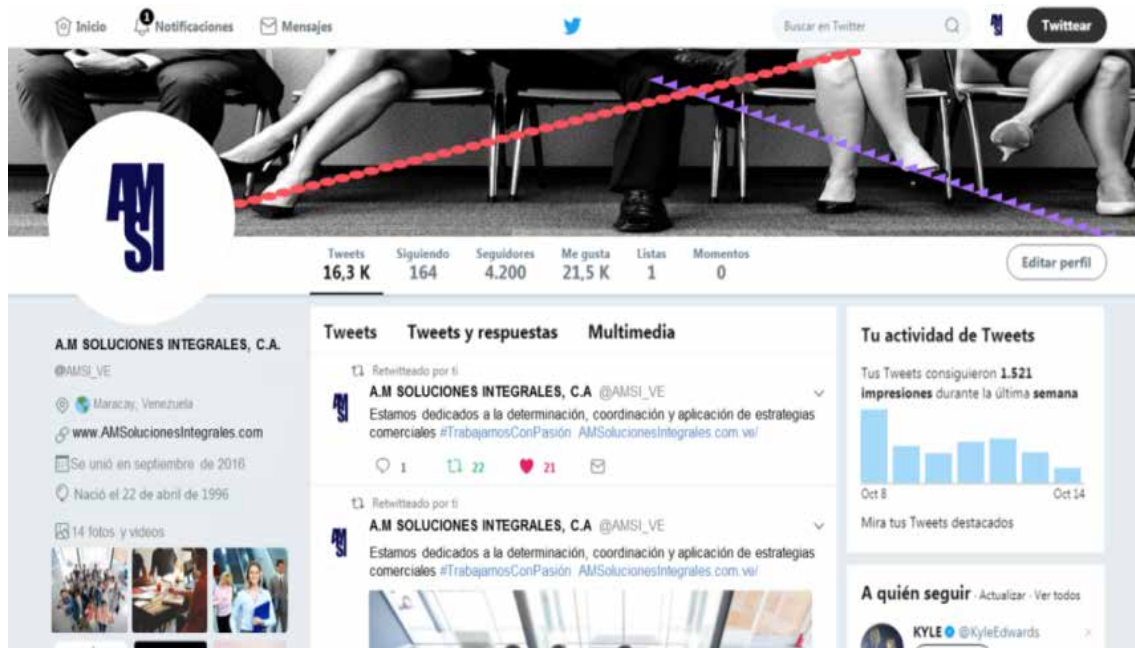 Inicio
1
Notificaciones
Mensajes
Buscar en Twitter
Twittear
AMSI
Tweets
16,3 K
Siguiendo
164
Seguidores
4.200
Me gusta
21,5 K
Listas
1
Momentos
0
Editar perfil
A.M SOLUCIONES INTEGRALES, C.A.
@AMSI_VE
Maracay, Venezuela
www.AMSolucionesIntegrales.com
Se unió en septiembre de 2016
Nació el 22 de abril de 1996
14 fotos y videos
Tweets Tweets y respuestas Multimedia
Retwitteado por ti
A.M SOLUCIONES INTEGRALES, C.A @AMSI_VE
Estamos dedicados a la determinación, coordinación y aplicación de estrategias
comerciales #TrabajamosConPasión AMSolucionesIntegrales.com.ve/
1 22 21
Retwitteado por ti
A.M SOLUCIONES INTEGRALES, C.A @AMSI_VE
Estamos dedicados a la determinación, coordinación y aplicación de estrategias
comerciales #TrabajamosConPasión AMSolucionesIntegrales.com.ve/
Tu actividad de Tweets
Tus Tweets consiguieron 1.521
impresiones durante la última semana
Oct 8 Oct 14
Mira tus Tweets destacados
A quién seguir · Actualizar · Ver todos
KYLE @KyleEdwards